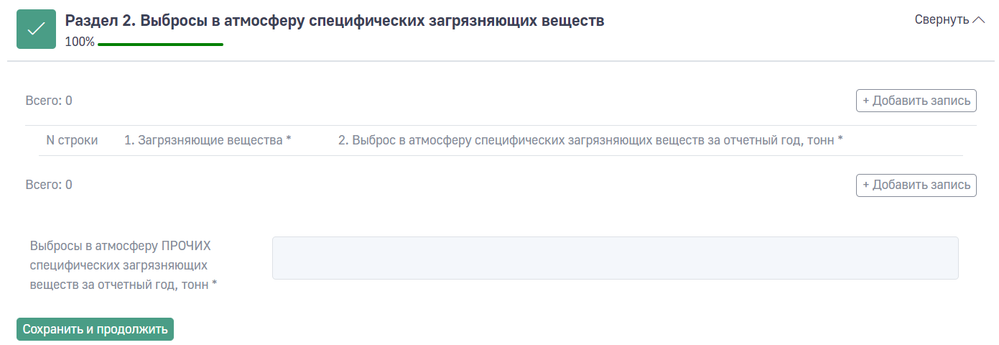 Раздел 2. Выбросы в атмосферу специфических загрязняющих веществ
Свернуть
100%
Всего: 0
+ Добавить запись
N строки 1. Загрязняющие вещества * 2. Выброс в атмосферу специфических загрязняющих веществ за отчетный год, тонн *
Всего: 0
+ Добавить запись
Выбросы в атмосферу ПРОЧИХ
специфических загрязняющих
веществ за отчетный год, тонн *
Сохранить и продолжить